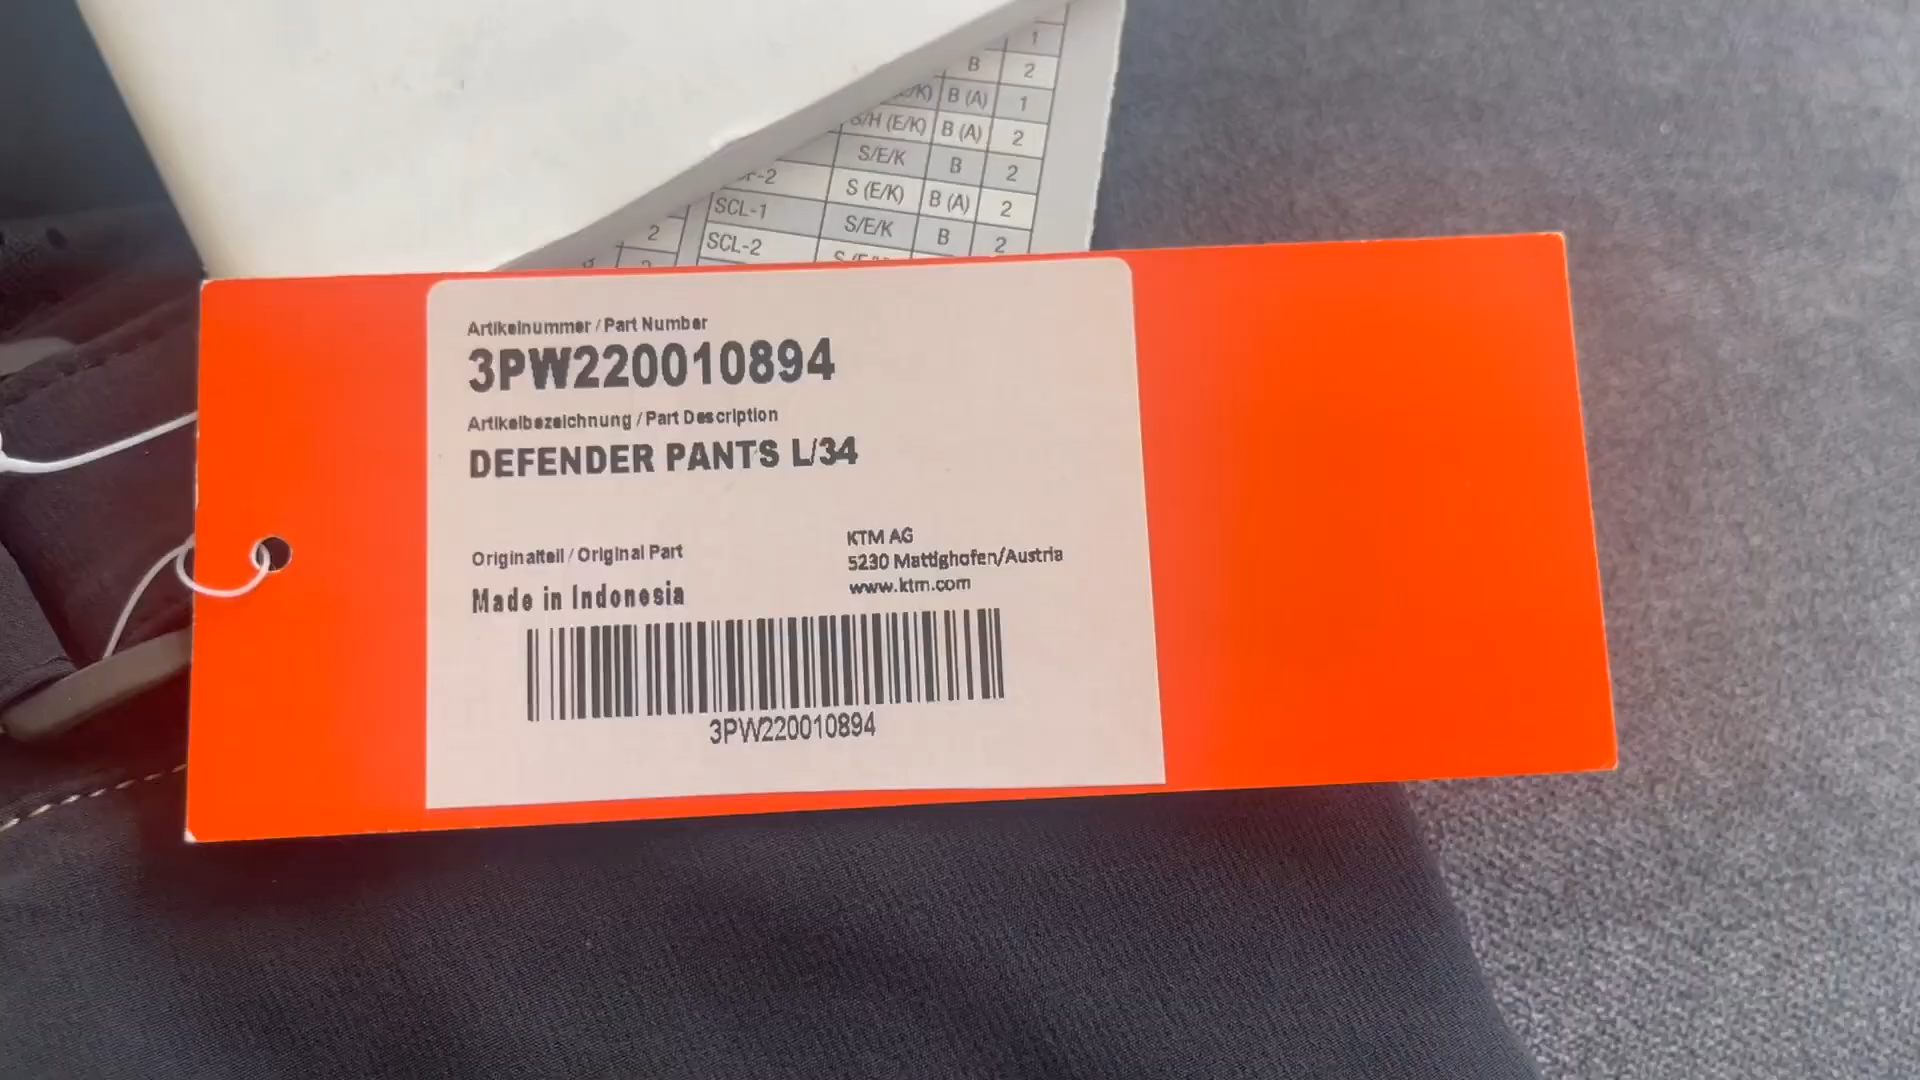 1
B 2
B (A) 1
S/H (E/K) B (A) 2
S/E/K B 2
S (E/K) B (A) 2
SCL-1 S/E/K B 2
2 SCL-2
Artikelnummer / Part Number
3PW220010894
Artikelbezeichnung / Part Description
DEFENDER PANTS L/34
Originalteil / Original Part
Made in Indonesia
KTM AG
5230 Mattighofen/Austria
www.ktm.com
3PW220010894